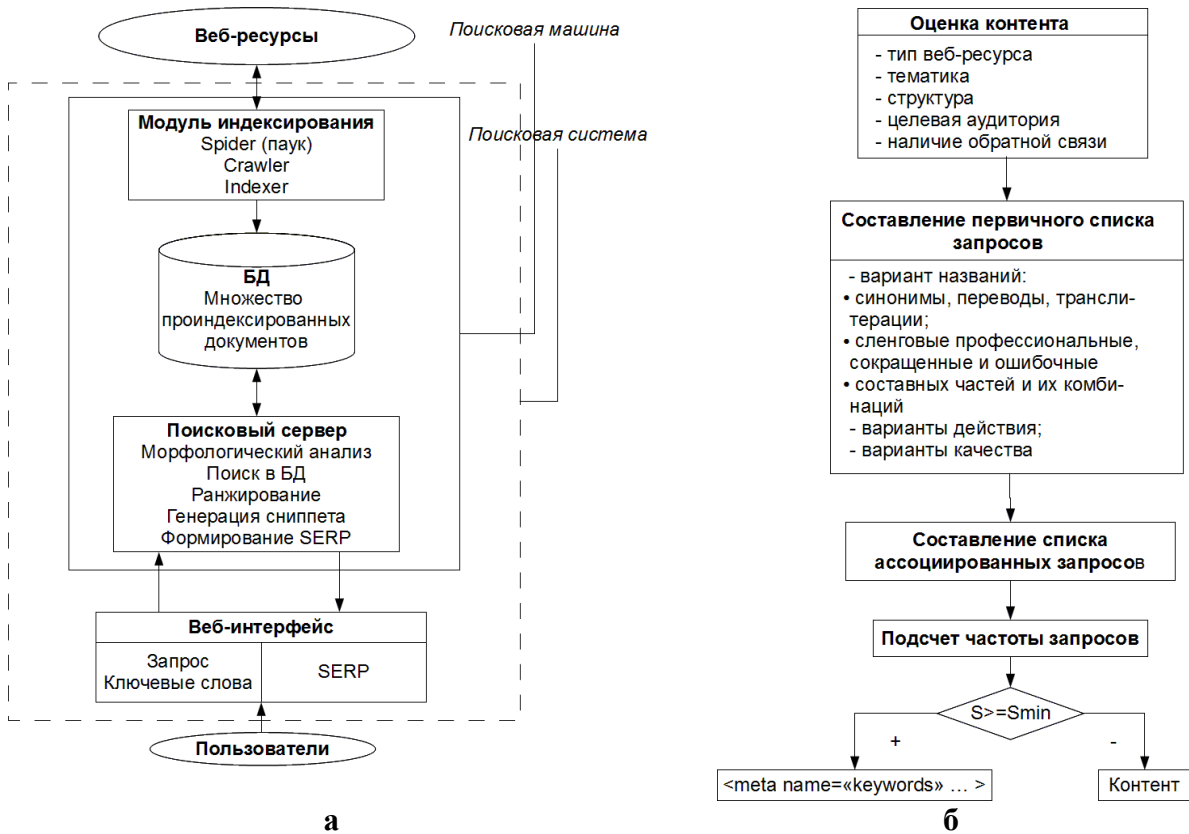 Веб-ресурсы
Поисковая машина
Модуль индексирования
Spider (паук)
Crawler
Indexer
Поисковая система
БД
Множество
проиндексированных
документов
Поисковый сервер
Морфологический анализ
Поиск в БД
Ранжирование
Генерация сниппета
Формирование SERP
Веб-интерфейс
Запрос
Ключевые слова
SERP
Пользователи
а
Оценка контента
- тип веб-ресурса
- тематика
- структура
- целевая аудитория
- наличие обратной связи
Составление первичного списка
запросов
- вариант названий:
• синонимы, переводы, трансли-
терации;
• сленговые профессиональные,
сокращенные и ошибочные
• составных частей и их комби-
наций
- варианты действия;
- варианты качества
Составление списка
ассоциированных запросов
Подсчет частоты запросов
S>=Smin
+
-
<meta name=«keywords» … >
Контент
б